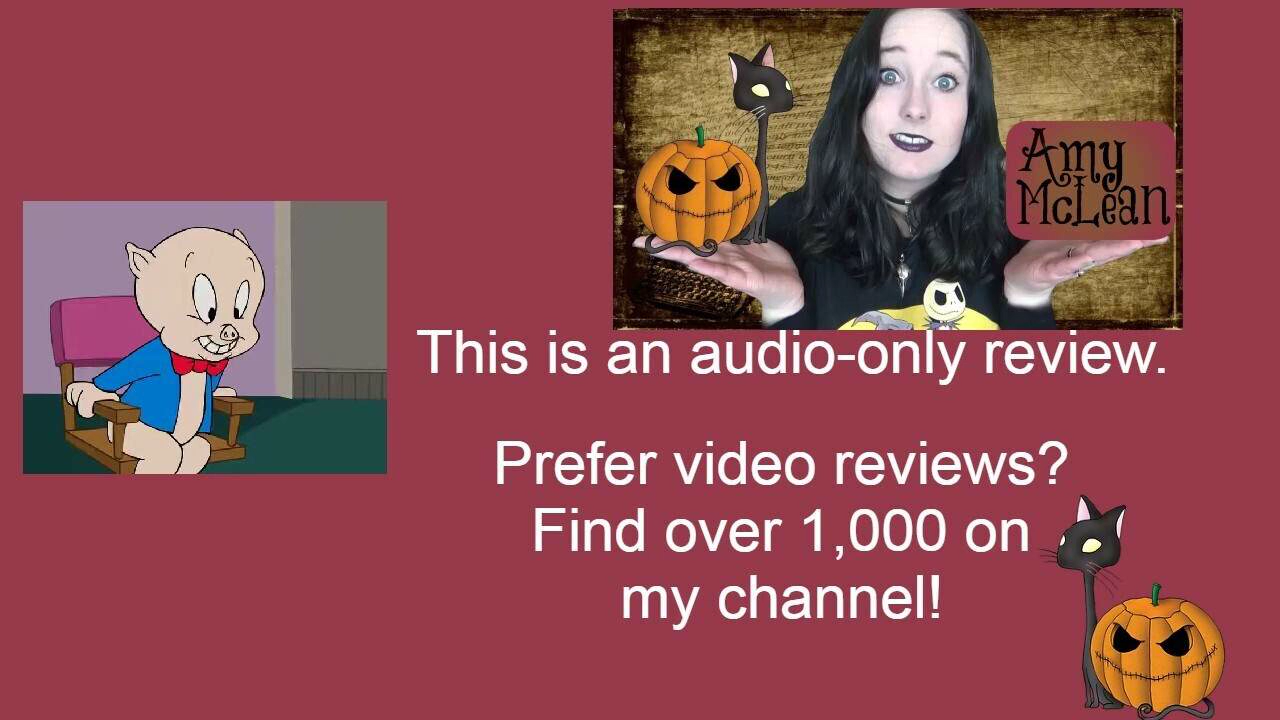 Amy
McLean
This is an audio-only review.
Prefer video reviews?
Find over 1,000 on
my channel!